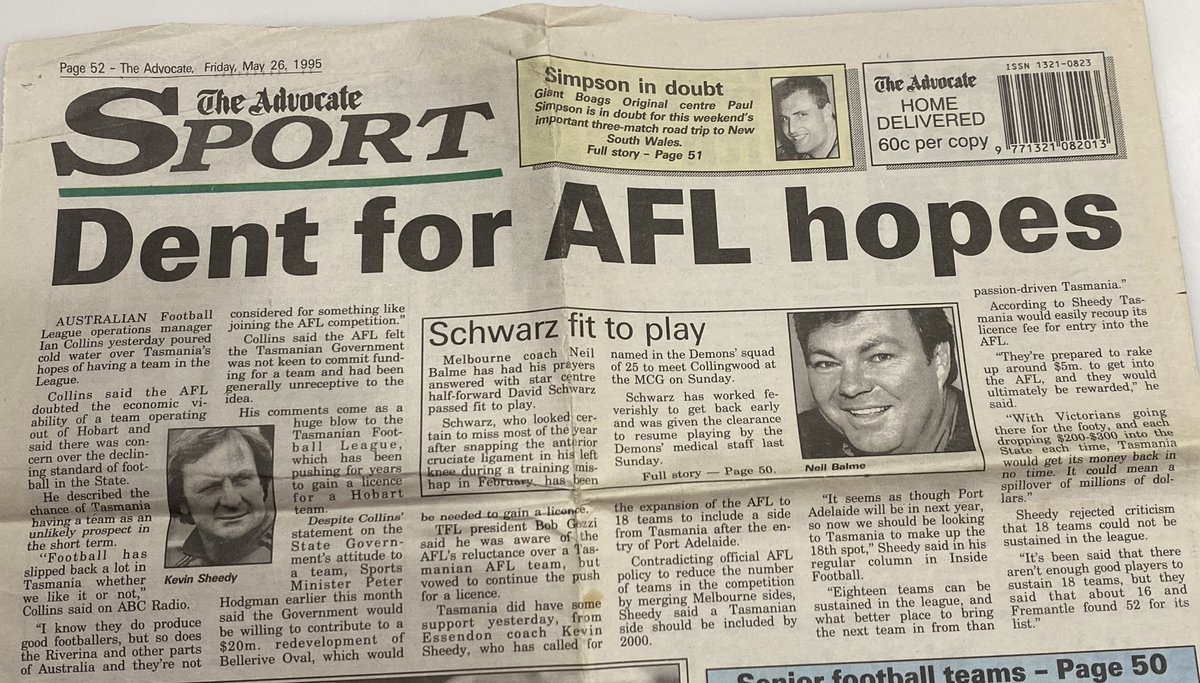 Page 52 – The Advocate, Friday, May 26, 1995
The Advocate
SPORT
Simpson in doubt
Giant Boags Original centre Paul
Simpson is in doubt for this weekend's
important three-match road trip to New
South Wales.
Full story – Page 51
The Advocate
HOME
DELIVERED
60c per copy
ISSN 1321-0823
9 771321 082013
Dent for AFL hopes
AUSTRALIAN Football
League operations manager
Ian Collins yesterday poured
cold water over Tasmania's
hopes of having a team in the
League.
Collins said the AFL
doubted the economic vi-
ability of a team operating
out of Hobart and
said there was con-
cern over the declin-
ing standard of foot-
ball in the State.
He described the
chance of Tasmania
having a team as an
unlikely prospect in
the short term.
"Football has
slipped back a lot in
Tasmania whether
we like it or not,"
Collins said on ABC Radio.
"I know they do produce
good footballers, but so does
the Riverina and other parts
of Australia and they're not
considered for something like
joining the AFL competition."
Collins said the AFL felt
the Tasmanian Government
was not keen to commit fund-
ing for a team and had been
generally unreceptive to the
idea.
His comments come as a
huge blow to the
Tasmanian Foot-
ball League,
which has been
pushing for years
to gain a licence
for a Hobart
team.
Despite Collins'
statement on the
State Govern-
ment's attitude to
a team, Sports
Minister Peter
Hodgman earlier this month
said the Government would
be willing to contribute to a
$20m. redevelopment of
Bellerive Oval, which would
Kevin Sheedy
Schwarz fit to play
Melbourne coach Neil
Balme has had his prayers
answered with star centre
half-forward David Schwarz
passed fit to play.
Schwarz, who looked cer-
tain to miss most of the year
after snapping the anterior
cruciate ligament in his left
knee during a training mis-
hap in February, has been
named in the Demons' squad
of 25 to meet Collingwood at
the MCG on Sunday.
Schwarz has worked fe-
verishly to get back early
and was given the clearance
to resume playing by the
Demons' medical staff last
Sunday.
Full story — Page 50.
Neil Balme
be needed to gain a licence.
TFL president Bob Gozzi
said he was aware of the
AFL's reluctance over a Tas-
manian AFL team, but
vowed to continue the push
for a licence.
Tasmania did have some
support yesterday, from
Essendon coach Kevin
Sheedy, who has called for
the expansion of the AFL to
18 teams to include a side
from Tasmania after the en-
try of Port Adelaide.
Contradicting official AFL
policy to reduce the number
of teams in the competition
by merging Melbourne sides,
Sheedy said a Tasmanian
side should be included by
2000.
"It seems as though Port
Adelaide will be in next year,
so now we should be looking
to Tasmania to make up the
18th spot," Sheedy said in his
regular column in Inside
Football.
"Eighteen teams can be
sustained in the league, and
what better place to bring
the next team in from than
passion-driven Tasmania."
According to Sheedy Tas-
mania would easily recoup its
licence fee for entry into the
AFL.
"They're prepared to rake
up around $5m. to get into
the AFL, and they would
ultimately be rewarded," he
said.
"With Victorians going
there for the footy, and each
dropping $200-$300 into the
State each time, Tasmania
would get its money back in
no time. It could mean a
spillover of millions of dol-
lars."
Sheedy rejected criticism
that 18 teams could not be
sustained in the league.
"It's been said that there
aren't enough good players to
sustain 18 teams, but they
said that about 16 and
Fremantle found 52 for its
list."
Senior football teams – Page 50